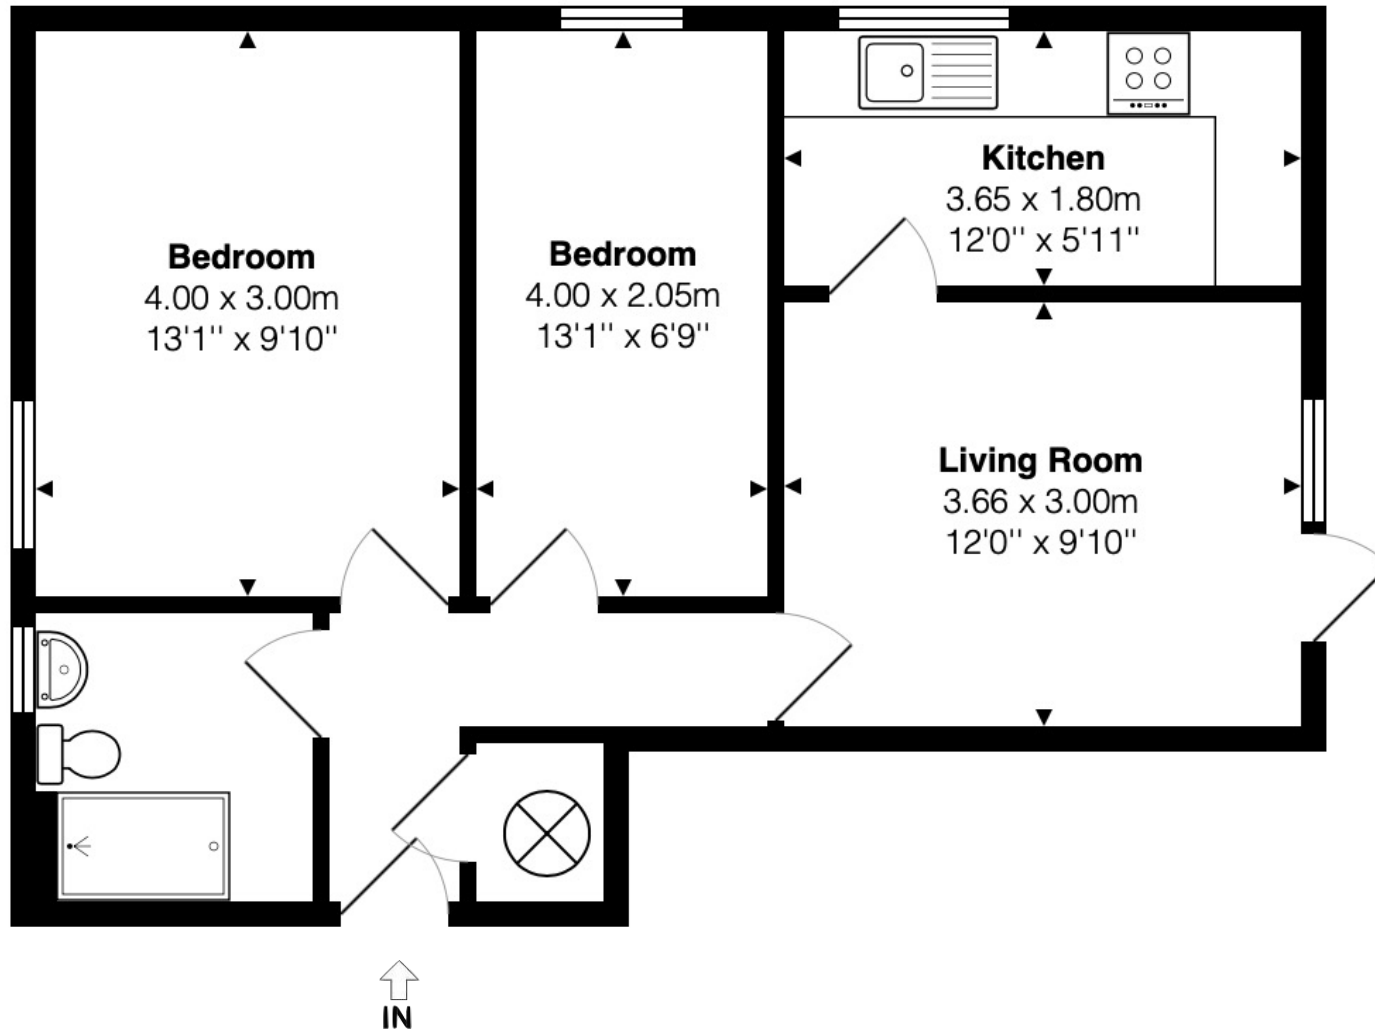 Bedroom
4.00 x 3.00m
13'1'' x 9'10''
Bedroom
4.00 x 2.05m
13'1'' x 6'9''
Kitchen
3.65 x 1.80m
12'0'' x 5'11''
Living Room
3.66 x 3.00m
12'0'' x 9'10''
IN